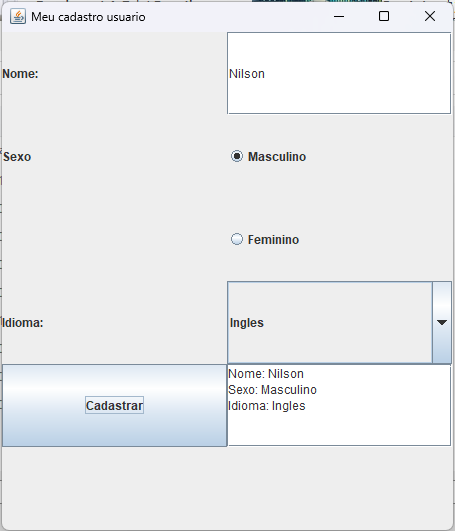 Meu cadastro usuario
Nome:
Nilson
Sexo
Masculino
Feminino
Idioma:
Ingles
Cadastrar
Nome: Nilson
Sexo: Masculino
Idioma: Ingles